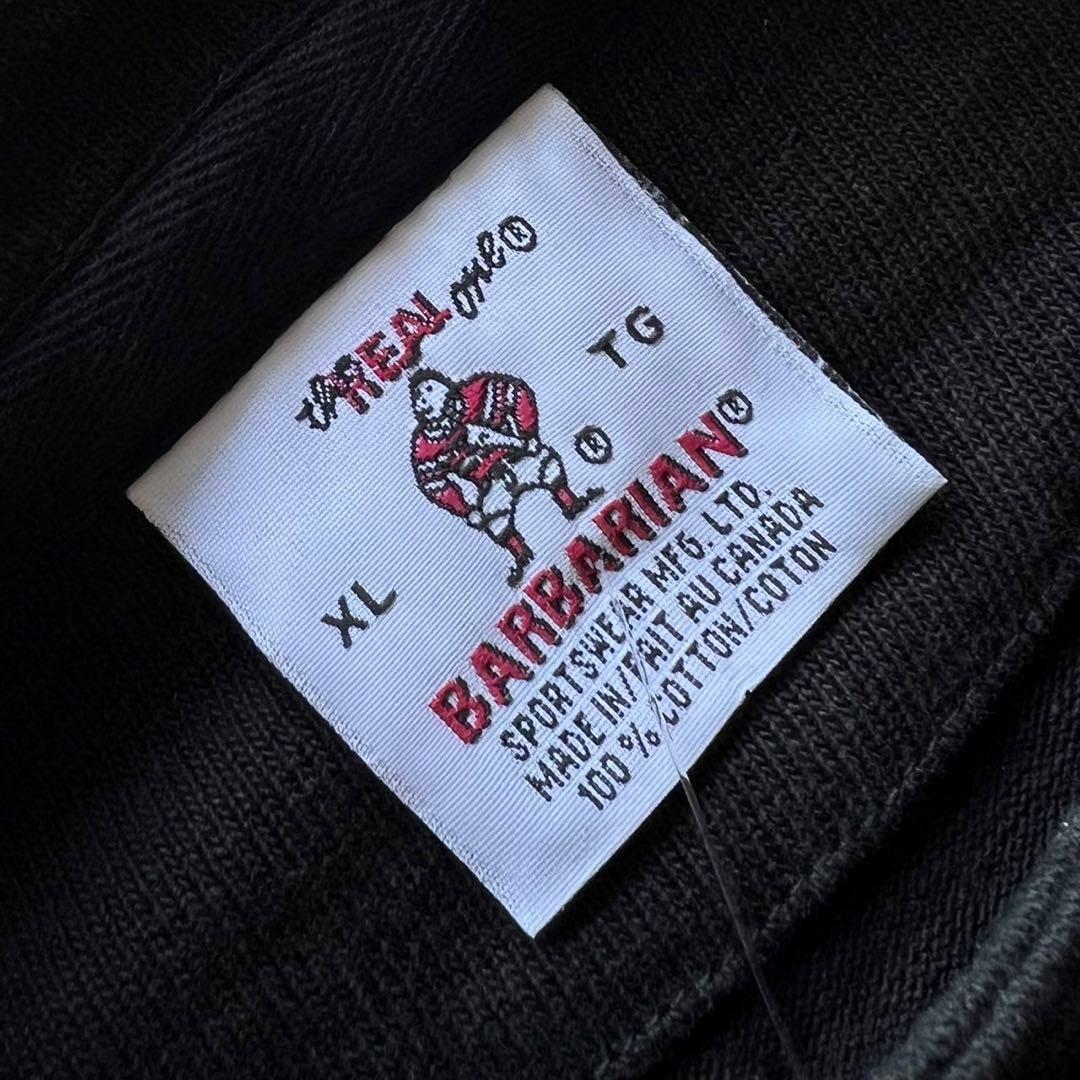 the REAL one®
XL TG
®
BARBARIAN®
SPORTSWEAR MFG. LTD.
MADE IN/FAIT AU CANADA
100% COTTON/COTON